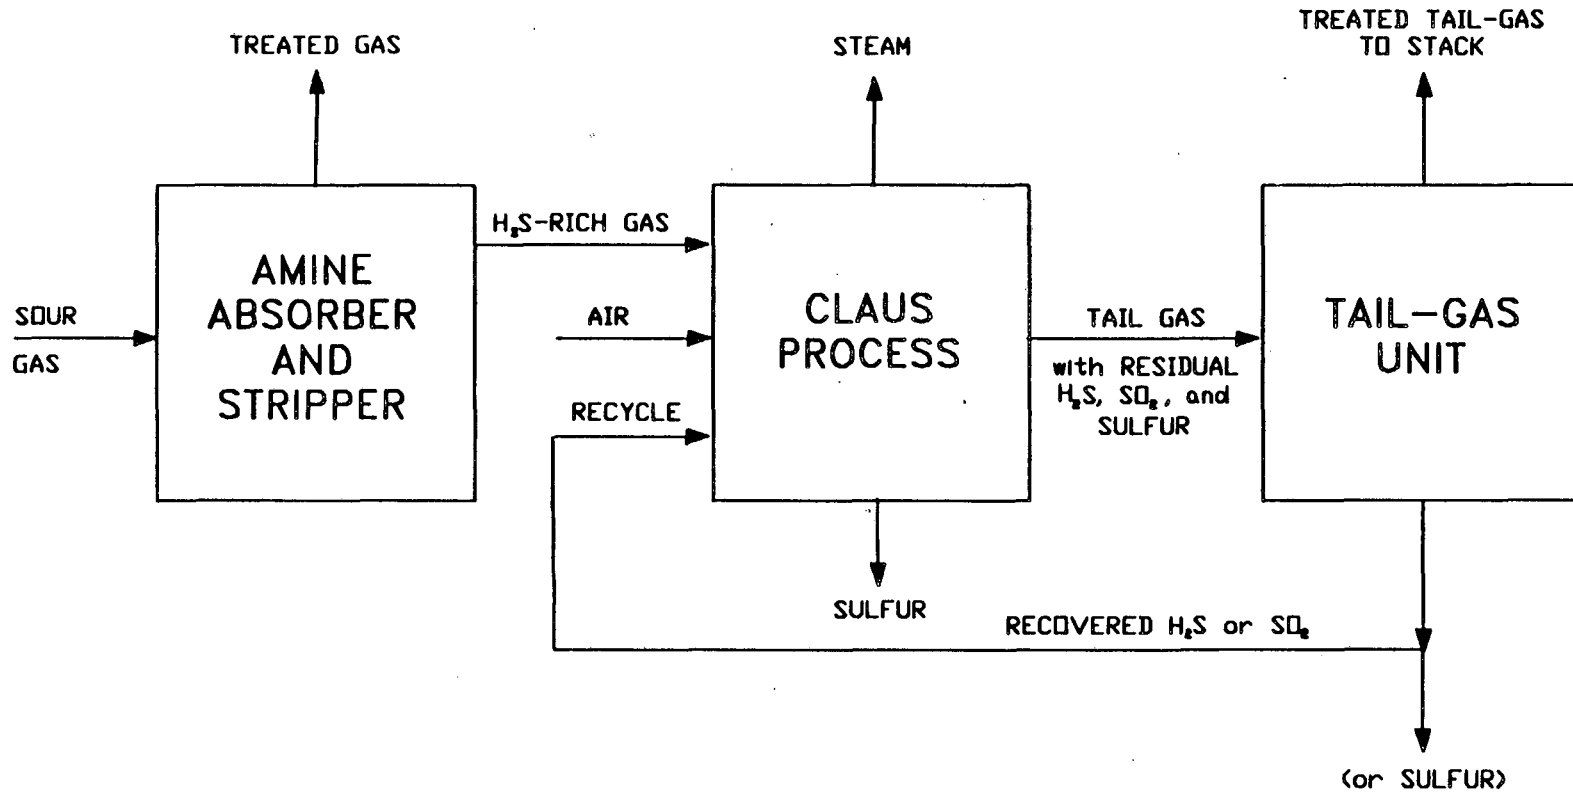 TREATED GAS
STEAM
TREATED TAIL-GAS
TO STACK
H₂S-RICH GAS
AMINE
ABSORBER
AND
STRIPPER
SOUR
GAS
AIR
RECYCLE
CLAUS
PROCESS
TAIL GAS
with RESIDUAL
H₂S, SO₂, and
SULFUR
TAIL-GAS
UNIT
SULFUR
RECOVERED H₂S or SO₂
(or SULFUR)